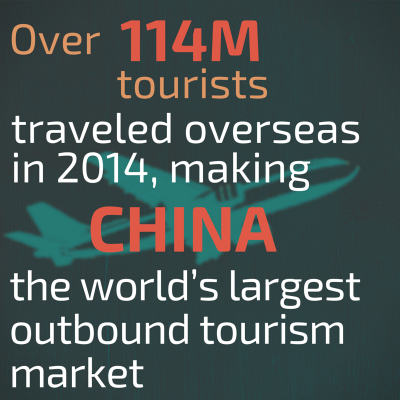 Over 114M
tourists
traveled overseas
in 2014, making
CHINA
the world's largest
outbound tourism
market